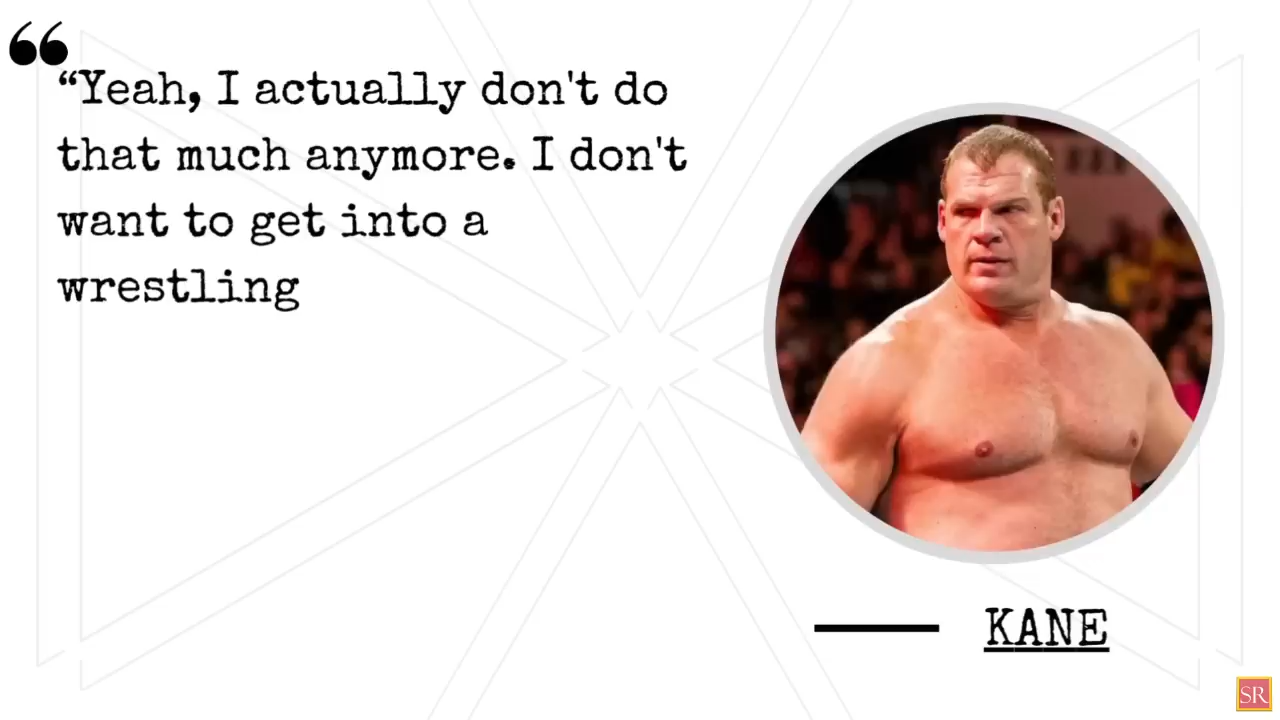 “Yeah, I actually don't do
that much anymore. I don't
want to get into a
wrestling
KANE
SR